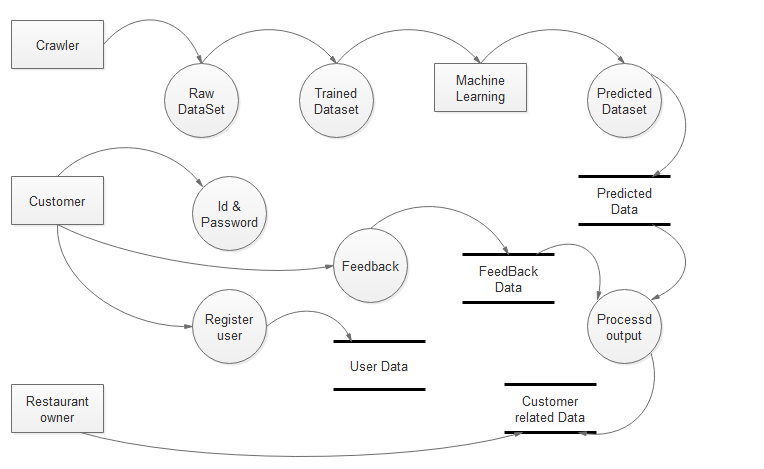 Crawler
Raw
DataSet
Trained
Dataset
Machine
Learning
Predicted
Dataset
Customer
Id &
Password
Predicted
Data
Feedback
FeedBack
Data
Register
user
Processd
output
User Data
Restaurant
owner
Customer
related Data